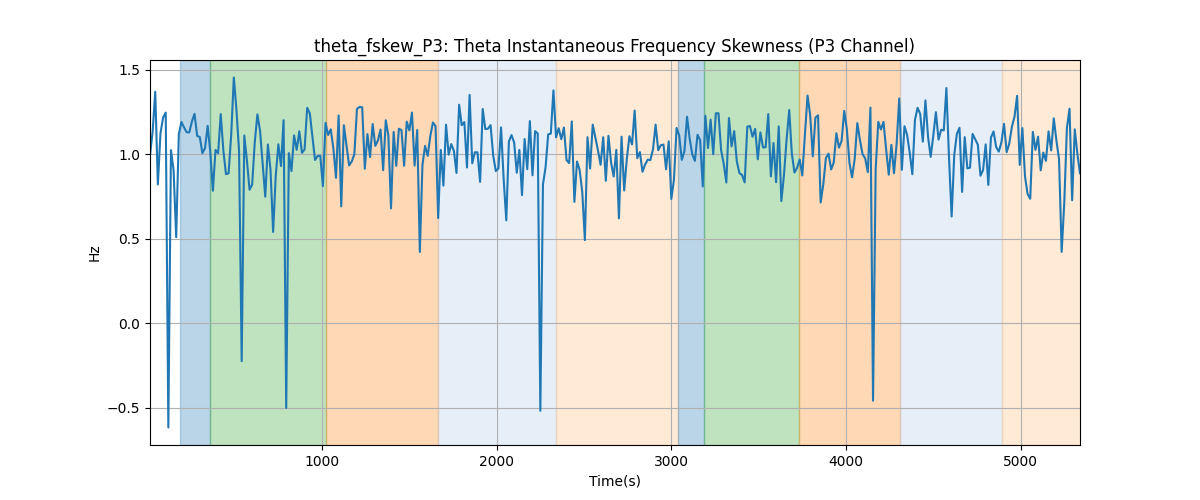 theta_fskew_P3: Theta Instantaneous Frequency Skewness (P3 Channel)
1.5
1.0
0.5
0.0
−0.5
Hz
1000 2000 3000 4000 5000
Time(s)